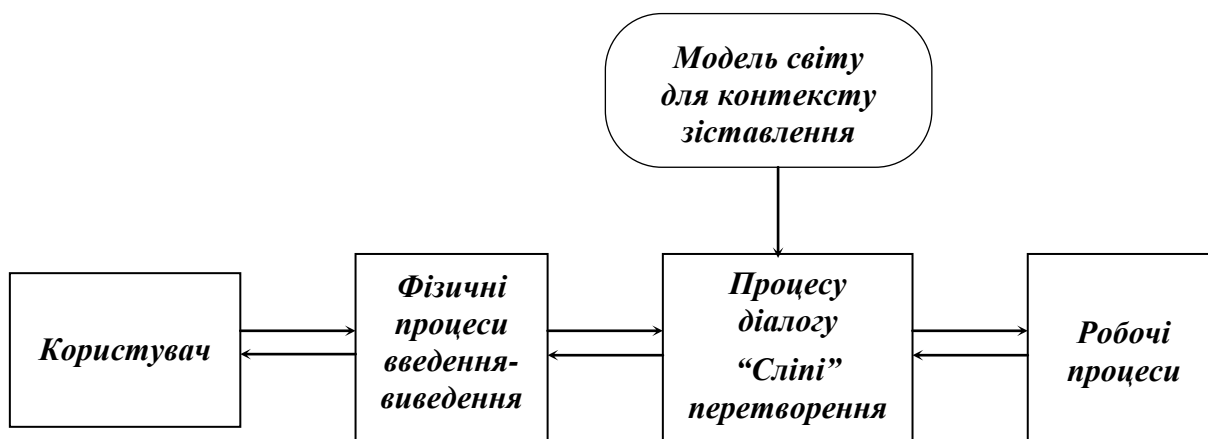 Модель світу
для контексту
зіставлення
Користувач
Фізичні
процеси
введення-
виведення
Процесу
діалогу
“Сліпі”
перетворення
Робочі
процеси